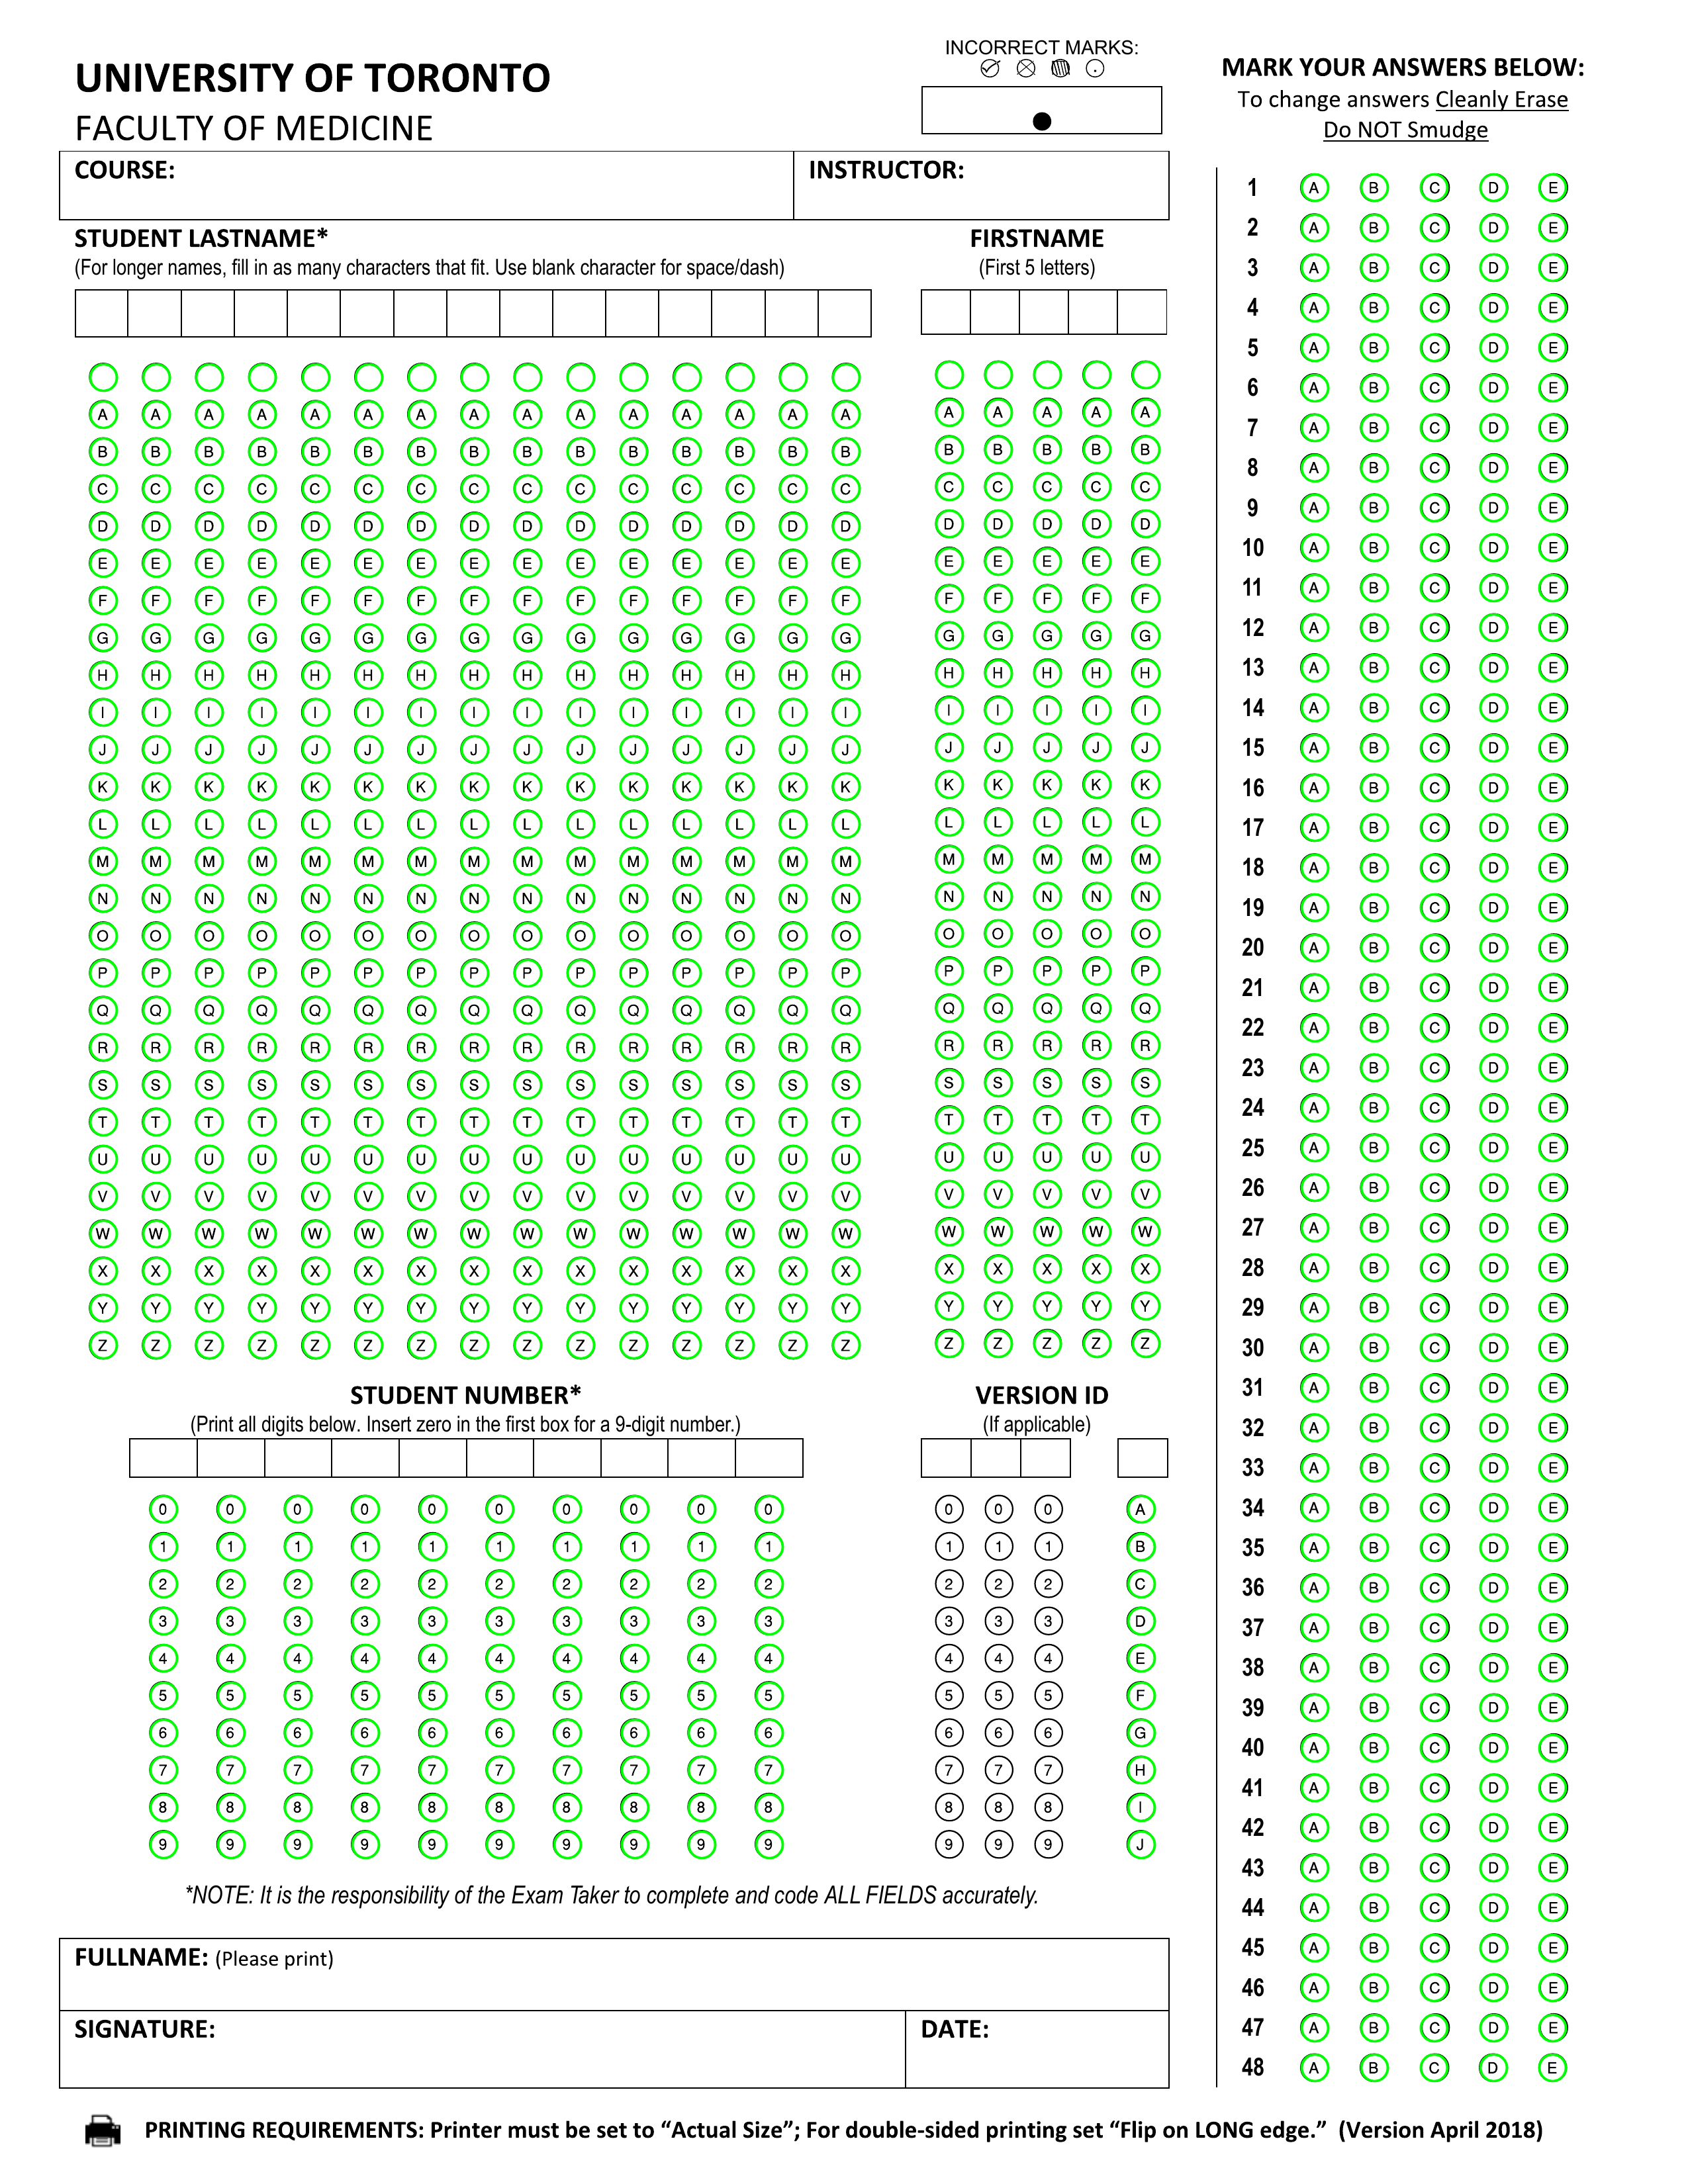 UNIVERSITY OF TORONTO
FACULTY OF MEDICINE
INCORRECT MARKS:
COURSE:
INSTRUCTOR:
STUDENT LASTNAME*
(For longer names, fill in as many characters that fit. Use blank character for space/dash)
A A A A A A A A A A A A A A A
B B B B B B B B B B B B B B B
C C C C C C C C C C C C C C C
D D D D D D D D D D D D D D D
E E E E E E E E E E E E E E E
F F F F F F F F F F F F F F F
G G G G G G G G G G G G G G G
H H H H H H H H H H H H H H H
I I I I I I I I I I I I I I I
J J J J J J J J J J J J J J J
K K K K K K K K K K K K K K K
L L L L L L L L L L L L L L L
M M M M M M M M M M M M M M M
N N N N N N N N N N N N N N N
O O O O O O O O O O O O O O O
P P P P P P P P P P P P P P P
Q Q Q Q Q Q Q Q Q Q Q Q Q Q Q
R R R R R R R R R R R R R R R
S S S S S S S S S S S S S S S
T T T T T T T T T T T T T T T
U U U U U U U U U U U U U U U
V V V V V V V V V V V V V V V
W W W W W W W W W W W W W W W
X X X X X X X X X X X X X X X
Y Y Y Y Y Y Y Y Y Y Y Y Y Y Y
Z Z Z Z Z Z Z Z Z Z Z Z Z Z Z
FIRSTNAME
(First 5 letters)
A A A A A
B B B B B
C C C C C
D D D D D
E E E E E
F F F F F
G G G G G
H H H H H
I I I I I
J J J J J
K K K K K
L L L L L
M M M M M
N N N N N
O O O O O
P P P P P
Q Q Q Q Q
R R R R R
S S S S S
T T T T T
U U U U U
V V V V V
W W W W W
X X X X X
Y Y Y Y Y
Z Z Z Z Z
STUDENT NUMBER*
(Print all digits below. Insert zero in the first box for a 9-digit number.)
0 0 0 0 0 0 0 0 0 0
1 1 1 1 1 1 1 1 1 1
2 2 2 2 2 2 2 2 2 2
3 3 3 3 3 3 3 3 3 3
4 4 4 4 4 4 4 4 4 4
5 5 5 5 5 5 5 5 5 5
6 6 6 6 6 6 6 6 6 6
7 7 7 7 7 7 7 7 7 7
8 8 8 8 8 8 8 8 8 8
9 9 9 9 9 9 9 9 9 9
VERSION ID
(If applicable)
0 0 0 A
1 1 1 B
2 2 2 C
3 3 3 D
4 4 4 E
5 5 5 F
6 6 6 G
7 7 7 H
8 8 8 I
9 9 9 J
*NOTE: It is the responsibility of the Exam Taker to complete and code ALL FIELDS accurately.
FULLNAME: (Please print)
SIGNATURE:
DATE:
MARK YOUR ANSWERS BELOW:
To change answers Cleanly Erase
Do NOT Smudge
1 A B C D E
2 A B C D E
3 A B C D E
4 A B C D E
5 A B C D E
6 A B C D E
7 A B C D E
8 A B C D E
9 A B C D E
10 A B C D E
11 A B C D E
12 A B C D E
13 A B C D E
14 A B C D E
15 A B C D E
16 A B C D E
17 A B C D E
18 A B C D E
19 A B C D E
20 A B C D E
21 A B C D E
22 A B C D E
23 A B C D E
24 A B C D E
25 A B C D E
26 A B C D E
27 A B C D E
28 A B C D E
29 A B C D E
30 A B C D E
31 A B C D E
32 A B C D E
33 A B C D E
34 A B C D E
35 A B C D E
36 A B C D E
37 A B C D E
38 A B C D E
39 A B C D E
40 A B C D E
41 A B C D E
42 A B C D E
43 A B C D E
44 A B C D E
45 A B C D E
46 A B C D E
47 A B C D E
48 A B C D E
PRINTING REQUIREMENTS: Printer must be set to “Actual Size”; For double-sided printing set “Flip on LONG edge.” (Version April 2018)